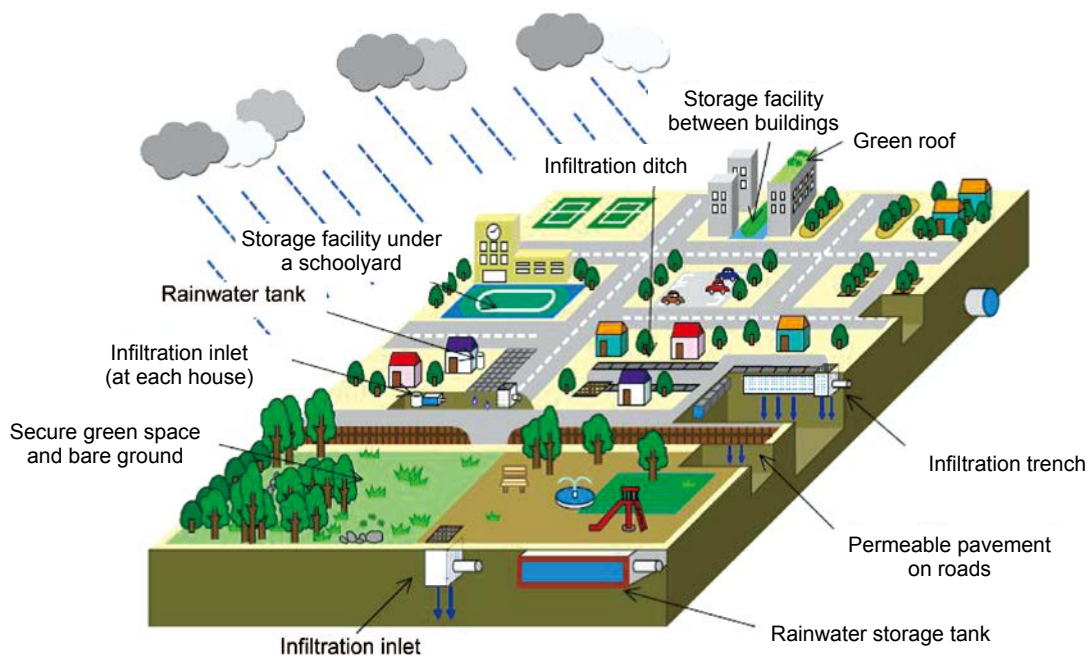 Storage facility
between buildings
Green roof
Infiltration ditch
Storage facility under
a schoolyard
Rainwater tank
Infiltration inlet
(at each house)
Secure green space
and bare ground
Infiltration trench
Permeable pavement
on roads
Rainwater storage tank
Infiltration inlet